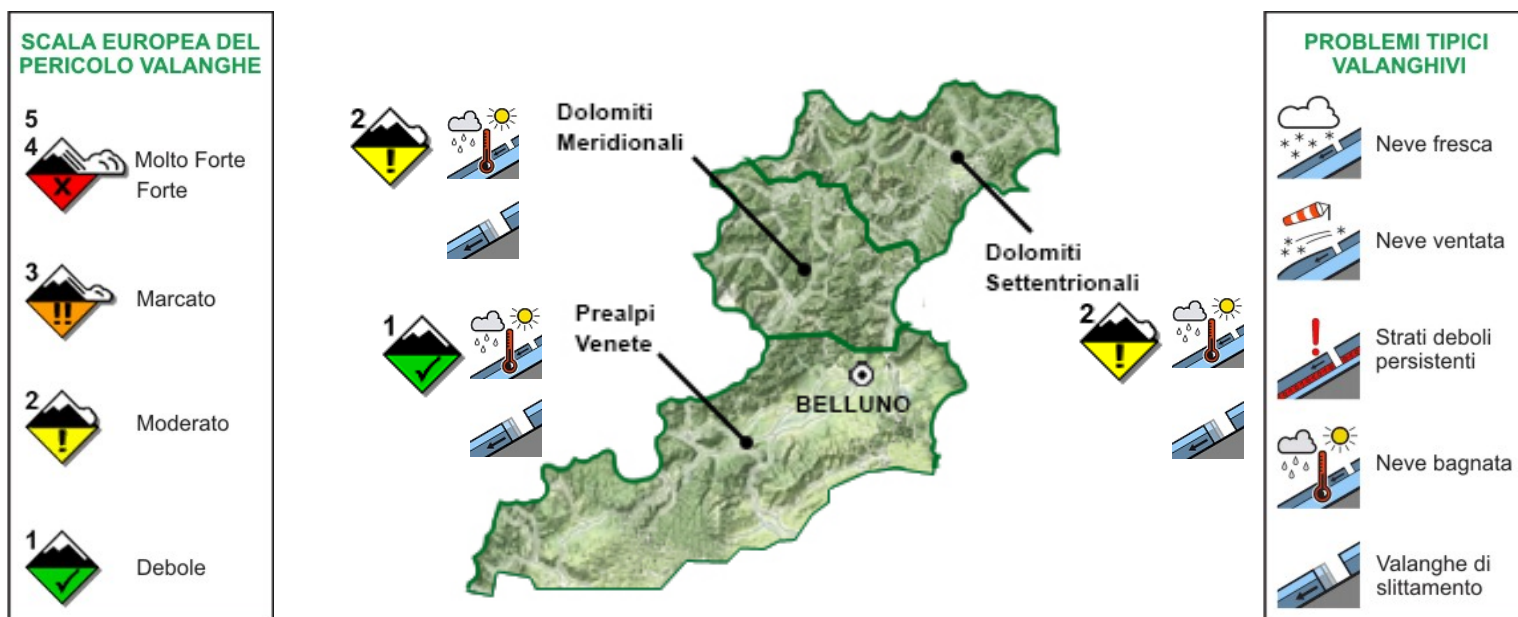 SCALA EUROPEA DEL
PERICOLO VALANGHE
5
4
Molto Forte
Forte
3
Marcato
2
Moderato
1
Debole
2
Dolomiti
Meridionali
Dolomiti
Settentrionali
2
1
Prealpi
Venete
BELLUNO
PROBLEMI TIPICI
VALANGHIVI
Neve fresca
Neve ventata
Strati deboli
persistenti
Neve bagnata
Valanghe di
slittamento